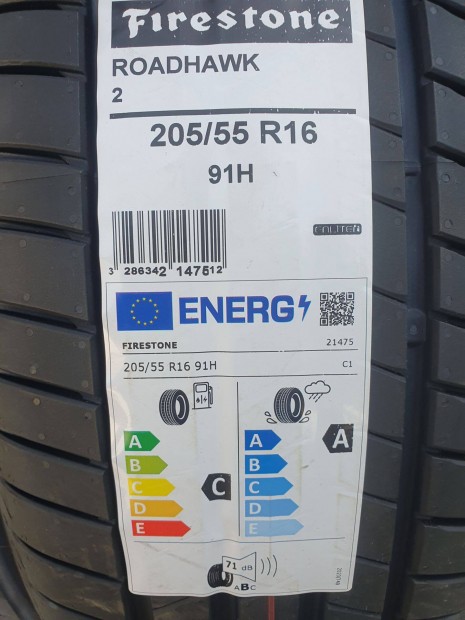 Firestone
ROADHAWK
2
205/55 R16
91H
ENLITEN
3 286342 147512
ENERG
FIRESTONE 21475
205/55 R16 91H C1
A A
B
C C
D
E
A
B
C
D
E
71 dB
ABC